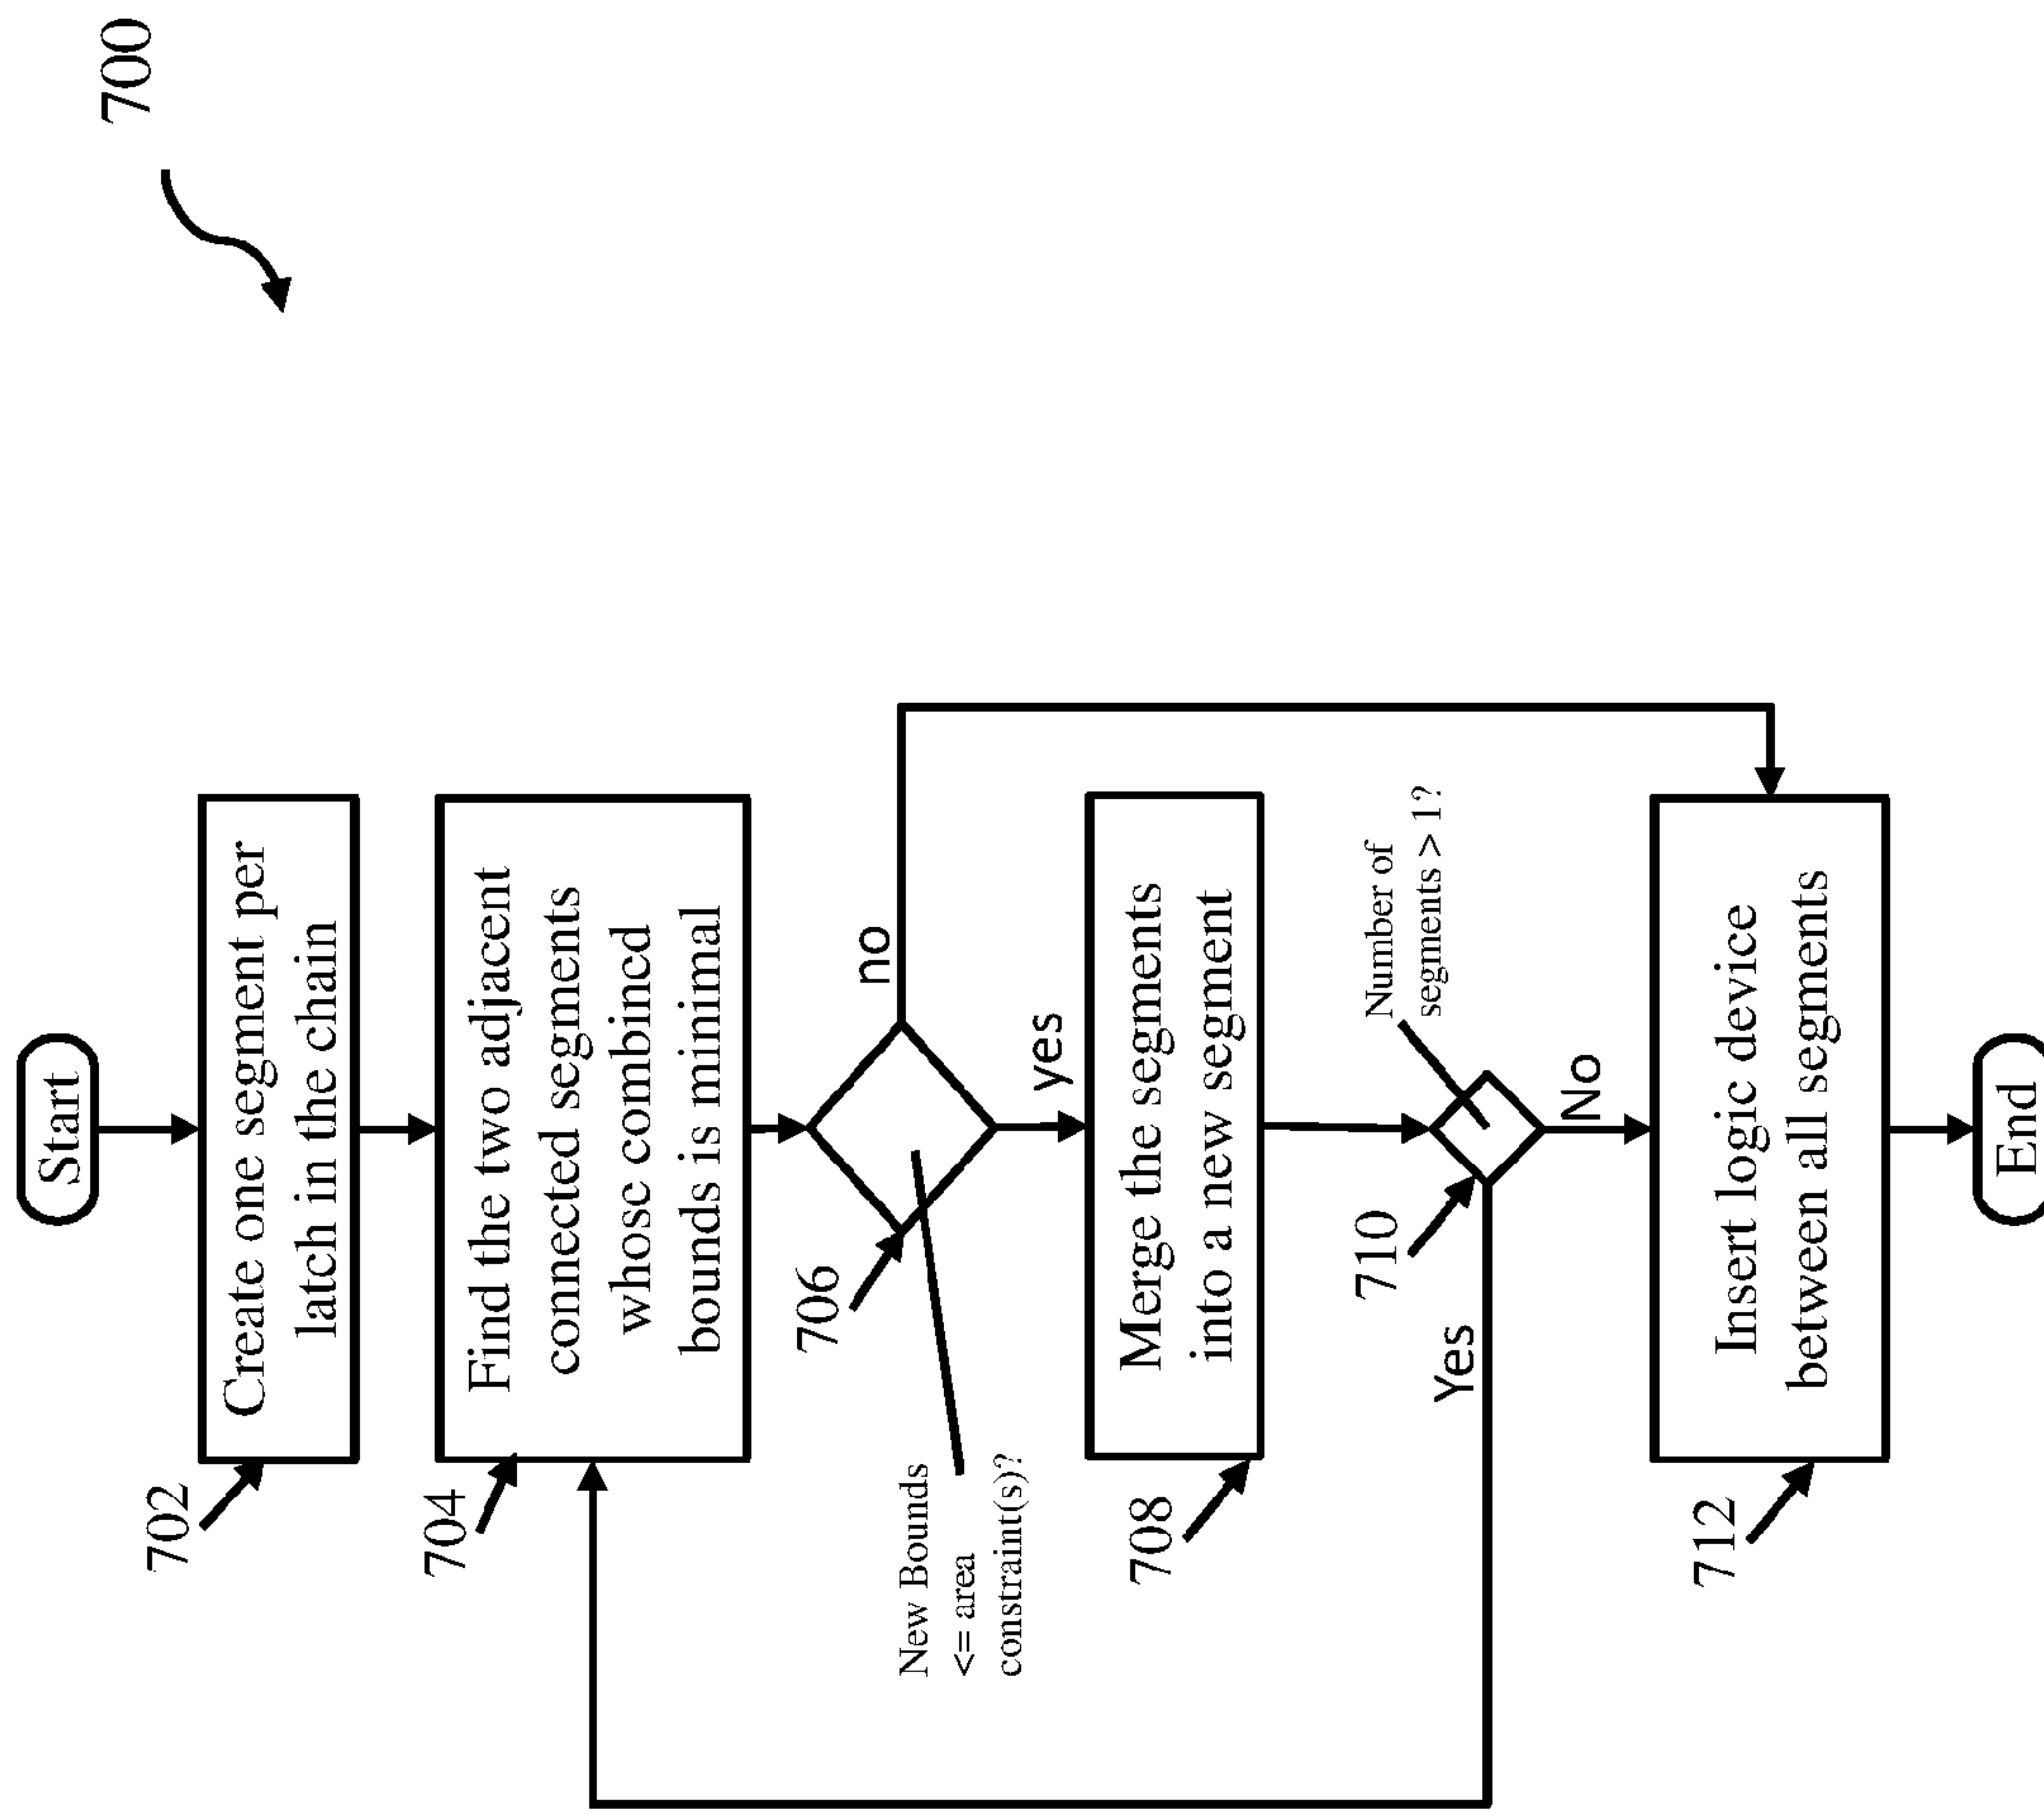 700
Start
702
Create one segment per
latch in the chain
704
Find the two adjacent
connected segments
whose combined
bounds is minimal
706
New Bounds
<= area
constraint(s)?
no
yes
708
Merge the segments
into a new segment
710
Number of
segments > 1?
Yes
No
712
Insert logic device
between all segments
End